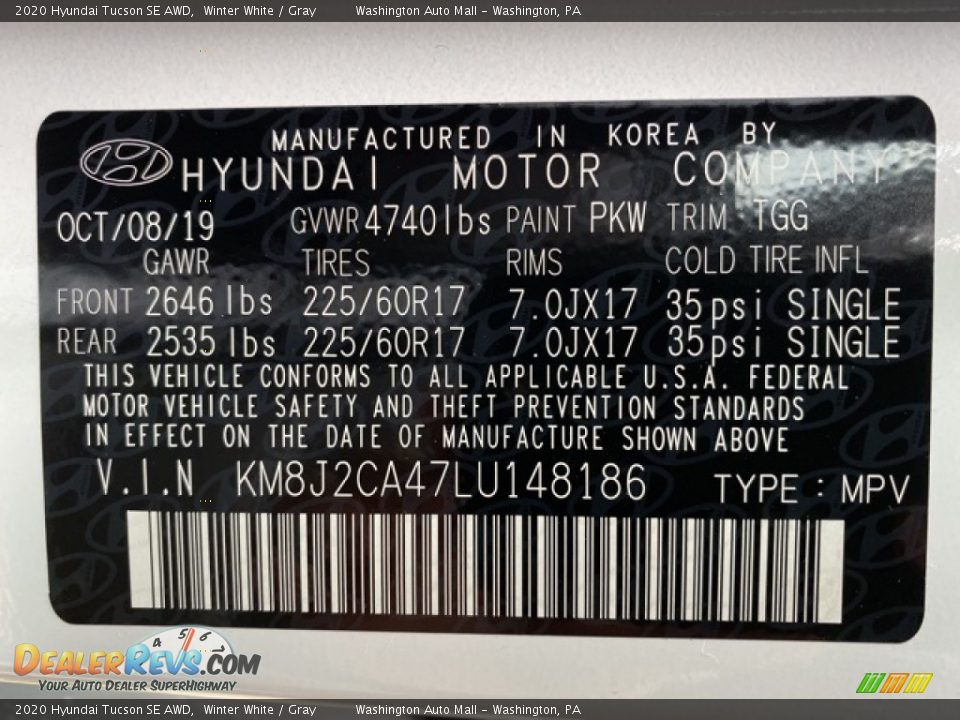 2020 Hyundai Tucson SE AWD, Winter White / Gray Washington Auto Mall - Washington, PA
MANUFACTURED IN KOREA BY
HYUNDAI MOTOR COMPANY
OCT/08/19 GVWR 4740lbs PAINT PKW TRIM TGG
GAWR TIRES RIMS COLD TIRE INFL
FRONT 2646 lbs 225/60R17 7.0JX17 35psi SINGLE
REAR 2535 lbs 225/60R17 7.0JX17 35psi SINGLE
THIS VEHICLE CONFORMS TO ALL APPLICABLE U.S.A. FEDERAL
MOTOR VEHICLE SAFETY AND THEFT PREVENTION STANDARDS
IN EFFECT ON THE DATE OF MANUFACTURE SHOWN ABOVE
V.I.N KM8J2CA47LU148186 TYPE : MPV
4 5 6 7
DEALERREVS.COM
YOUR AUTO DEALER SUPERHIGHWAY
2020 Hyundai Tucson SE AWD, Winter White / Gray Washington Auto Mall - Washington, PA